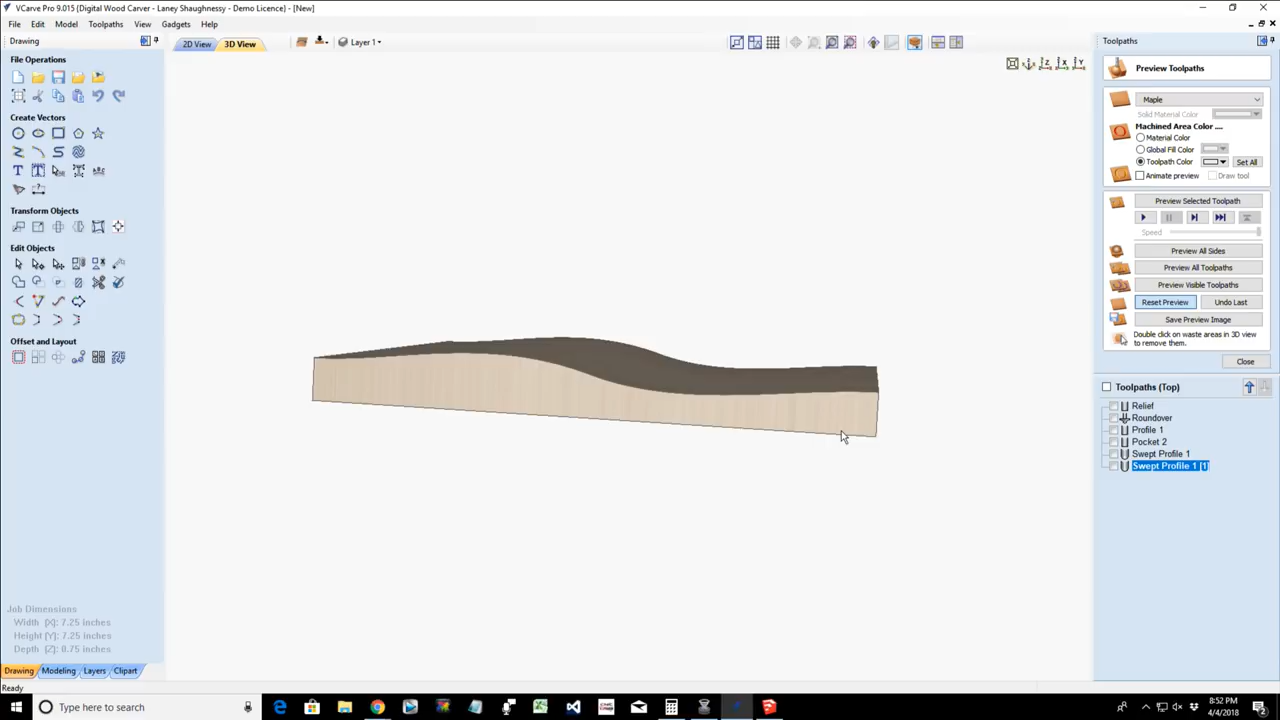 VCarve Pro 9.015 {Digital Wood Carver - Laney Shaughnessy - Demo Licence} - [New]
File Edit Model Toolpaths View Gadgets Help
Drawing
2D View 3D View
Layer 1
Toolpaths
File Operations
Create Vectors
Transform Objects
Edit Objects
Offset and Layout
Job Dimensions
Width (X): 7.25 inches
Height (Y): 7.25 inches
Depth (Z): 0.75 inches
Drawing Modeling Layers Clipart
Ready
Z X Y
Preview Toolpaths
Maple
Solid Material Color
Machined Area Color ....
Material Color
Global Fill Color
Toolpath Color Set All
Animate preview Draw tool
Preview Selected Toolpath
Speed
Preview All Sides
Preview All Toolpaths
Preview Visible Toolpaths
Reset Preview Undo Last
Save Preview Image
Double click on waste areas in 3D view
to remove them.
Close
Toolpaths (Top)
Relief
Roundover
Profile 1
Pocket 2
Swept Profile 1
Swept Profile 1 [1]
Type here to search
8:52 PM
4/4/2018
2